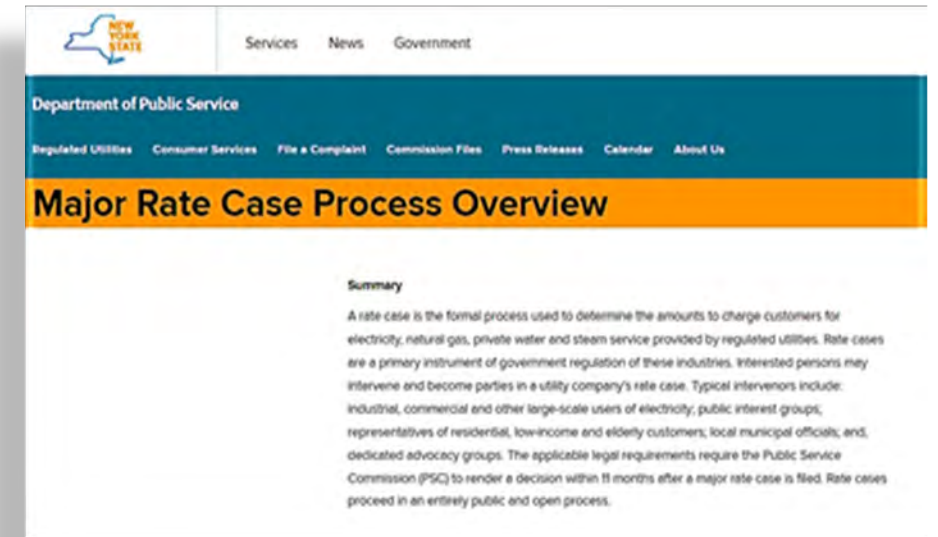 NEW
YORK
STATE
Services News Government
Department of Public Service
Regulated Utilities Consumer Services File a Complaint Commission Files Press Releases Calendar About Us
Major Rate Case Process Overview
Summary
A rate case is the formal process used to determine the amounts to charge customers for
electricity, natural gas, private water and steam service provided by regulated utilities. Rate cases
are a primary instrument of government regulation of these industries. Interested persons may
intervene and become parties in a utility company's rate case. Typical intervenors include:
industrial, commercial and other large-scale users of electricity; public interest groups;
representatives of residential, low-income and elderly customers; local municipal officials; and,
dedicated advocacy groups. The applicable legal requirements require the Public Service
Commission (PSC) to render a decision within 11 months after a major rate case is filed. Rate cases
proceed in an entirely public and open process.